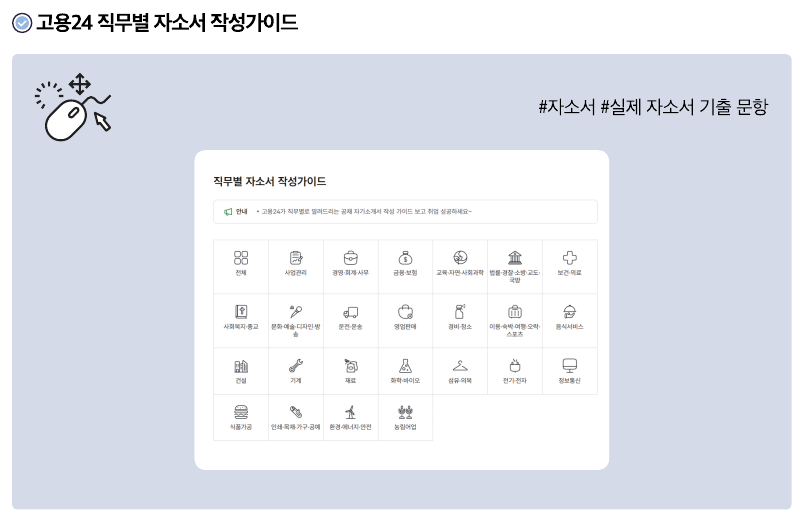 고용24 직무별 자소서 작성가이드
#자소서 #실제 자소서 기출 문항
직무별 자소서 작성가이드
안내 • 고용24가 직무별로 알려드리는 공채 자기소개서 작성 가이드 보고 취업 성공하세요~
전체 사업관리 경영·회계·사무 금융·보험 교육·자연·사회과학 법률·경찰·소방·교도·국방 보건·의료
사회복지·종교 문화·예술·디자인·방송 운전·운송 영업판매 경비·청소 이용·숙박·여행·오락·스포츠 음식서비스
건설 기계 재료 화학·바이오 섬유·의복 전기·전자 정보통신
식품가공 인쇄·목재·가구·공예 환경·에너지·안전 농림어업